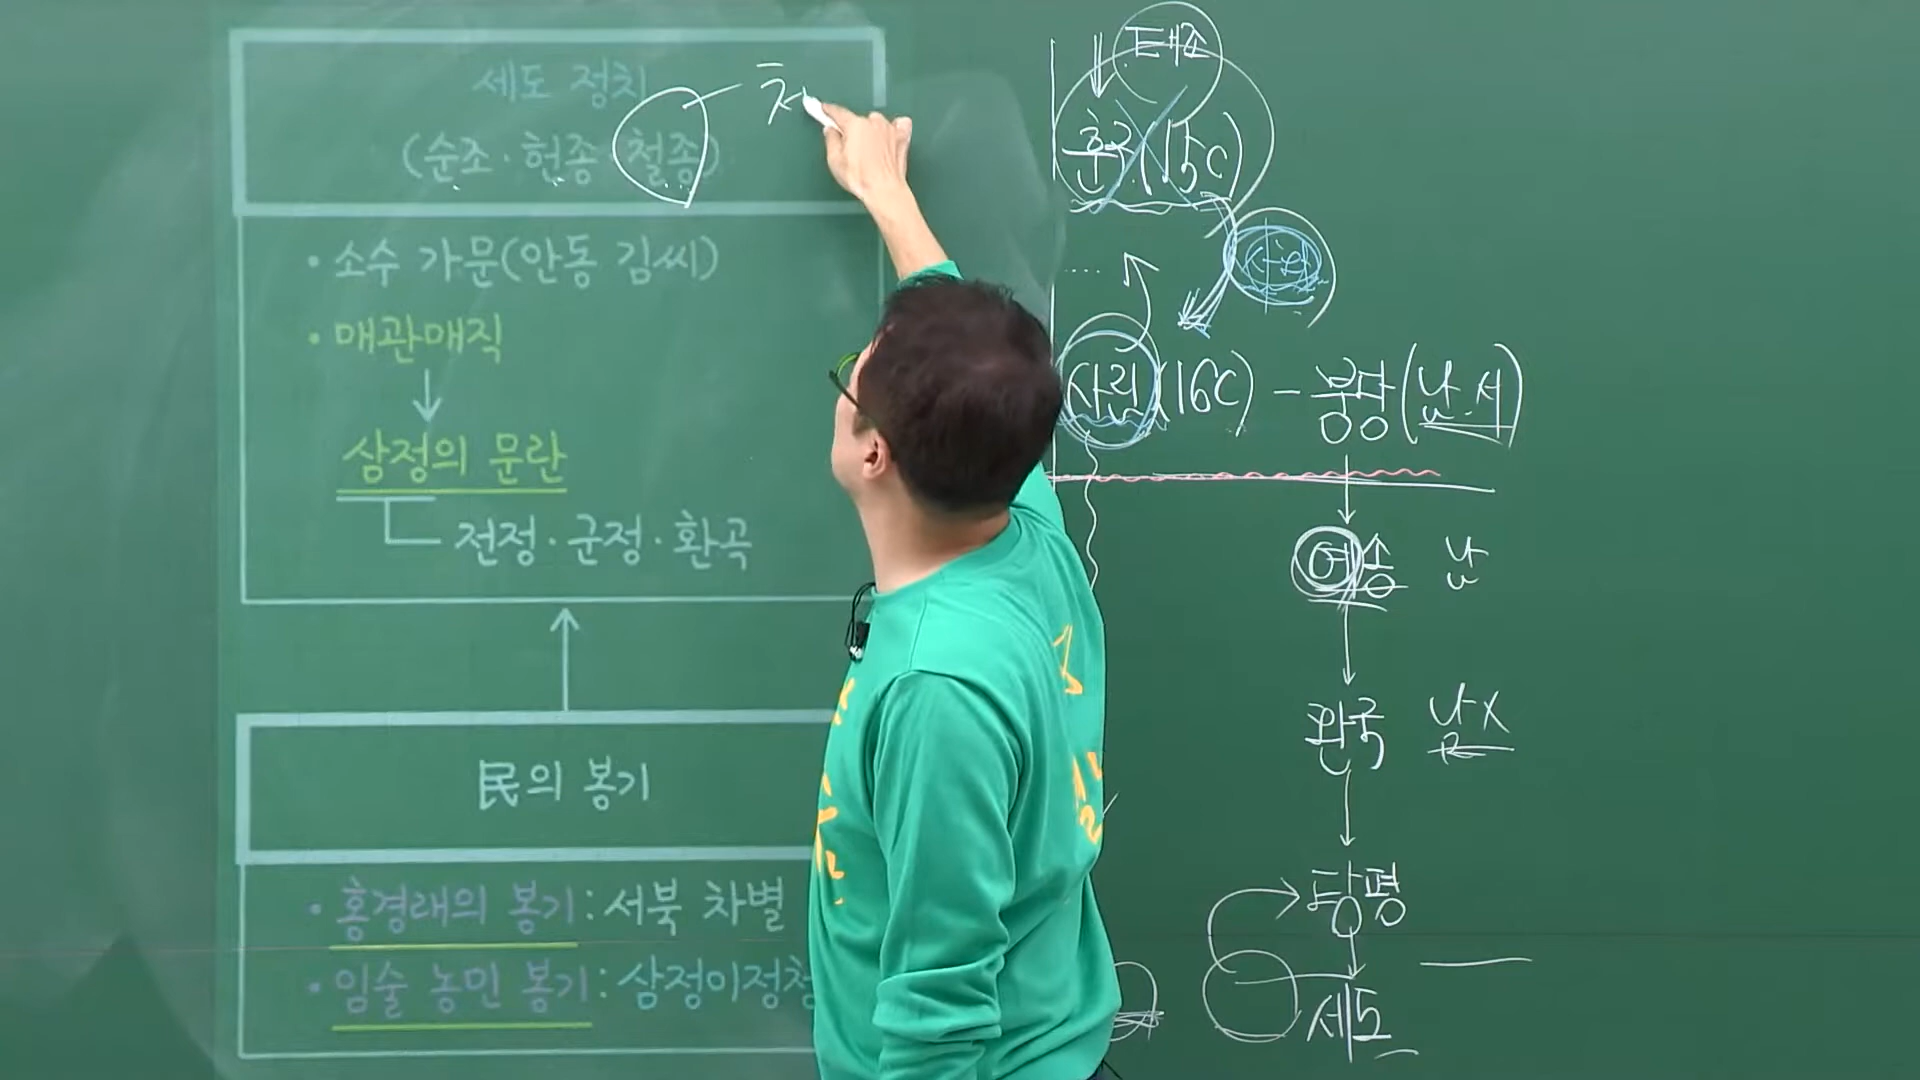 세도 정치
(순조·헌종·철종)
• 소수 가문(안동 김씨)
• 매관매직
삼정의 문란
전정·군정·환곡
民의 봉기
• 홍경래의 봉기: 서북 차별
• 임술 농민 봉기: 삼정이정청
훈구(15C)
사림(16C) - 붕당(남.서)
예송 남
환국 남X
탕평
세도